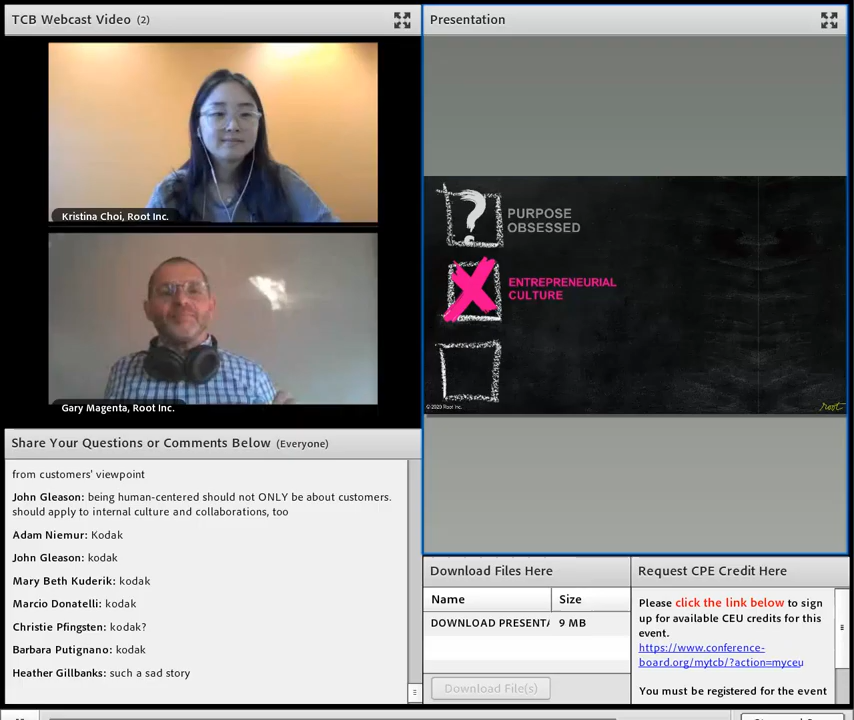 TCB Webcast Video (2)
Kristina Choi, Root Inc.
Gary Magenta, Root Inc.
Share Your Questions or Comments Below (Everyone)
from customers' viewpoint
John Gleason: being human-centered should not ONLY be about customers.
should apply to internal culture and collaborations, too
Adam Niemur: Kodak
John Gleason: kodak
Mary Beth Kuderik: kodak
Marcio Donatelli: kodak
Christie Pfingsten: kodak?
Barbara Putignano: kodak
Heather Gillbanks: such a sad story
Presentation
?
PURPOSE
OBSESSED
ENTREPRENEURIAL
CULTURE
© 2020 Root Inc.
root
Download Files Here
Name Size
DOWNLOAD PRESENTA 9 MB
Download File(s)
Request CPE Credit Here
Please click the link below to sign
up for available CEU credits for this
event.
https://www.conference-
board.org/mytcb/?action=myceu
You must be registered for the event